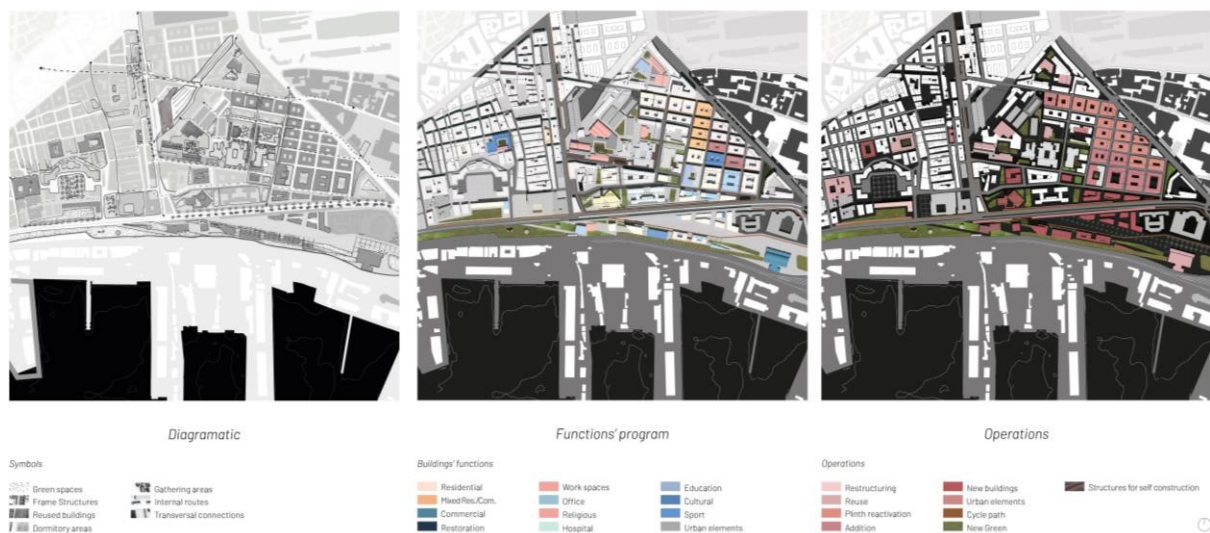 Diagramatic
Symbols
Green spaces
Frame Structures
Reused buildings
Dormitory areas
Gathering areas
Internal routes
Transversal connections
Functions' program
Buildings' functions
Residential
Mixed Res./Com.
Commercial
Restoration
Work spaces
Office
Religious
Hospital
Education
Cultural
Sport
Urban elements
Operations
Operations
Restructuring
Reuse
Plinth reactivation
Addition
New buildings
Urban elements
Cycle path
New Green
Structures for self construction